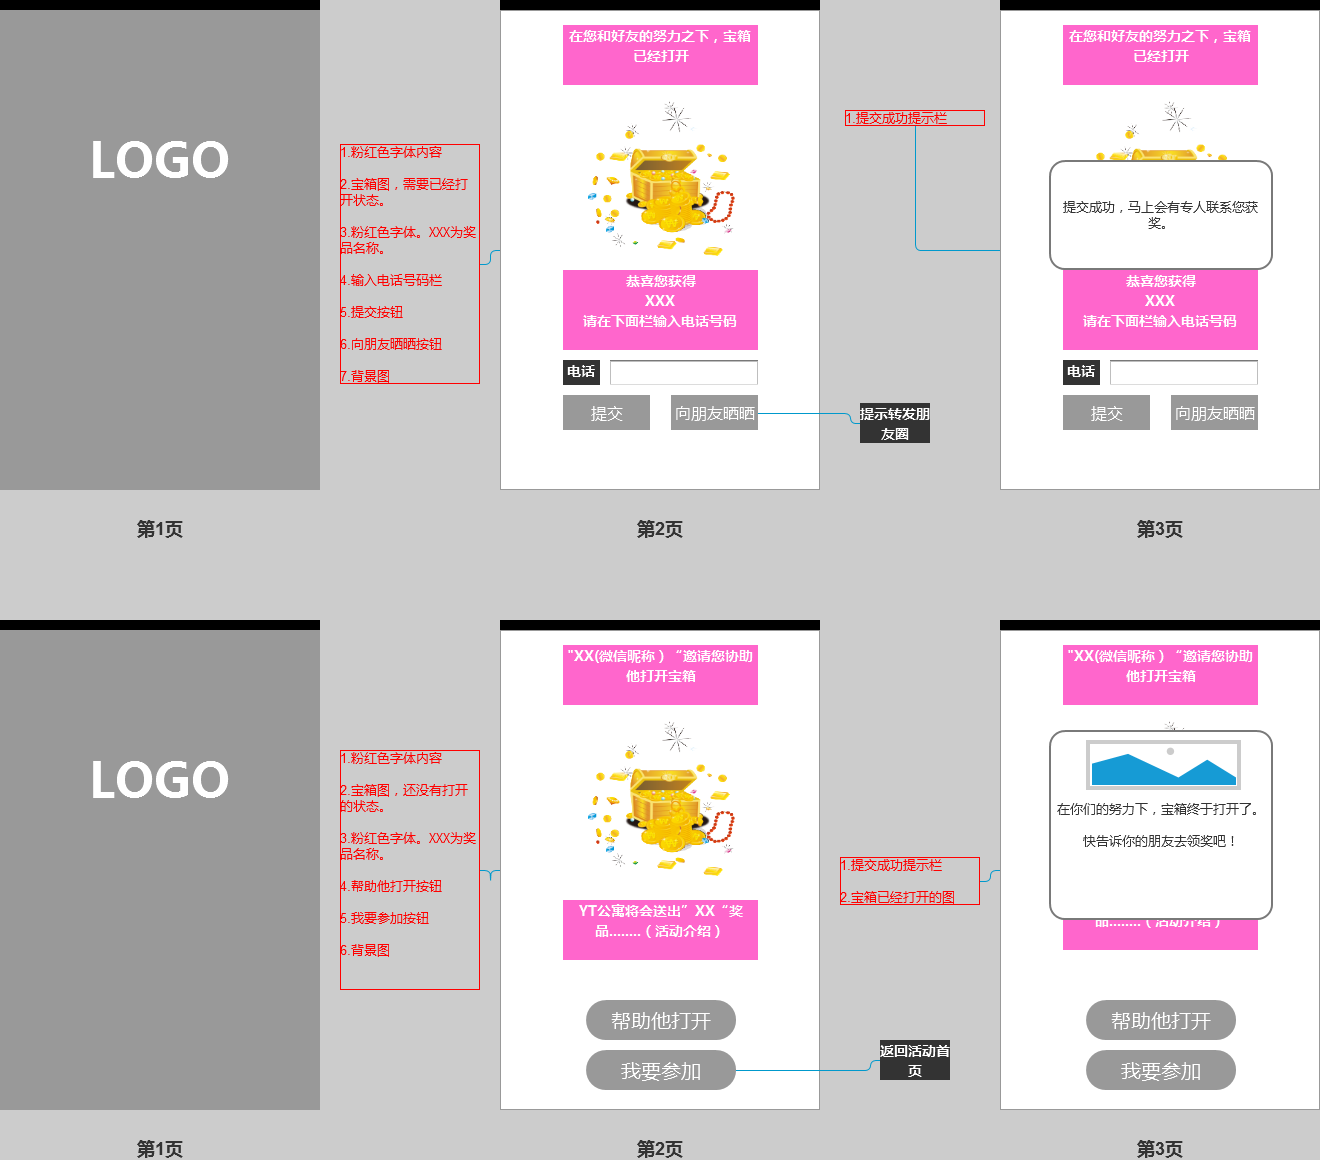 LOGO
1.粉红色字体内容
2.宝箱图，需要已经打
开状态。
3.粉红色字体。XXX为奖
品名称。
4.输入电话号码栏
5.提交按钮
6.向朋友晒晒按钮
7.背景图
在您和好友的努力之下，宝箱
已经打开
恭喜您获得
XXX
请在下面栏输入电话号码
电话
提交
向朋友晒晒
提示转发朋
友圈
1.提交成功提示栏
在您和好友的努力之下，宝箱
已经打开
提交成功，马上会有专人联系您获
奖。
恭喜您获得
XXX
请在下面栏输入电话号码
电话
提交
向朋友晒晒
第1页
第2页
第3页
LOGO
1.粉红色字体内容
2.宝箱图，还没有打开
的状态。
3.粉红色字体。XXX为奖
品名称。
4.帮助他打开按钮
5.我要参加按钮
6.背景图
"XX(微信昵称）“邀请您协助
他打开宝箱
YT公寓将会送出”XX“奖
品........（活动介绍）
帮助他打开
我要参加
返回活动首
页
1.提交成功提示栏
2.宝箱已经打开的图
"XX(微信昵称）“邀请您协助
他打开宝箱
在你们的努力下，宝箱终于打开了。
快告诉你的朋友去领奖吧！
品........（活动介绍）
帮助他打开
我要参加
第1页
第2页
第3页